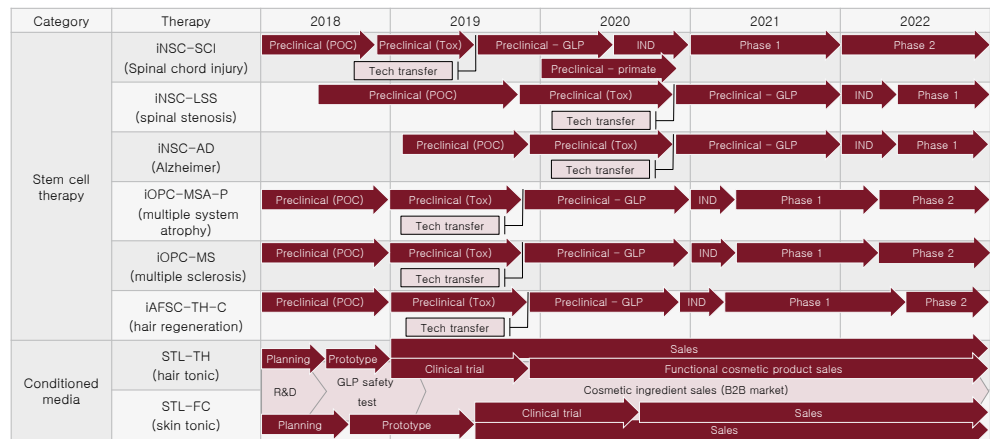 Category Therapy 2018 2019 2020 2021 2022
Stem cell
therapy
iNSC-SCI
(Spinal chord injury)
Preclinical (POC) Preclinical (Tox) Preclinical - GLP IND Phase 1 Phase 2
Tech transfer Preclinical - primate
iNSC-LSS
(spinal stenosis)
Preclinical (POC) Preclinical (Tox) Preclinical - GLP IND Phase 1
Tech transfer
iNSC-AD
(Alzheimer)
Preclinical (POC) Preclinical (Tox) Preclinical - GLP IND Phase 1
Tech transfer
iOPC-MSA-P
(multiple system
atrophy)
Preclinical (POC) Preclinical (Tox) Preclinical - GLP IND Phase 1 Phase 2
Tech transfer
iOPC-MS
(multiple sclerosis)
Preclinical (POC) Preclinical (Tox) Preclinical - GLP IND Phase 1 Phase 2
Tech transfer
iAFSC-TH-C
(hair regeneration)
Preclinical (POC) Preclinical (Tox) Preclinical - GLP IND Phase 1 Phase 2
Tech transfer
Conditioned
media
STL-TH
(hair tonic)
Sales
Planning Prototype Clinical trial Functional cosmetic product sales
R&D GLP safety
test
Cosmetic ingredient sales (B2B market)
STL-FC
(skin tonic)
Clinical trial Sales
Planning Prototype Sales